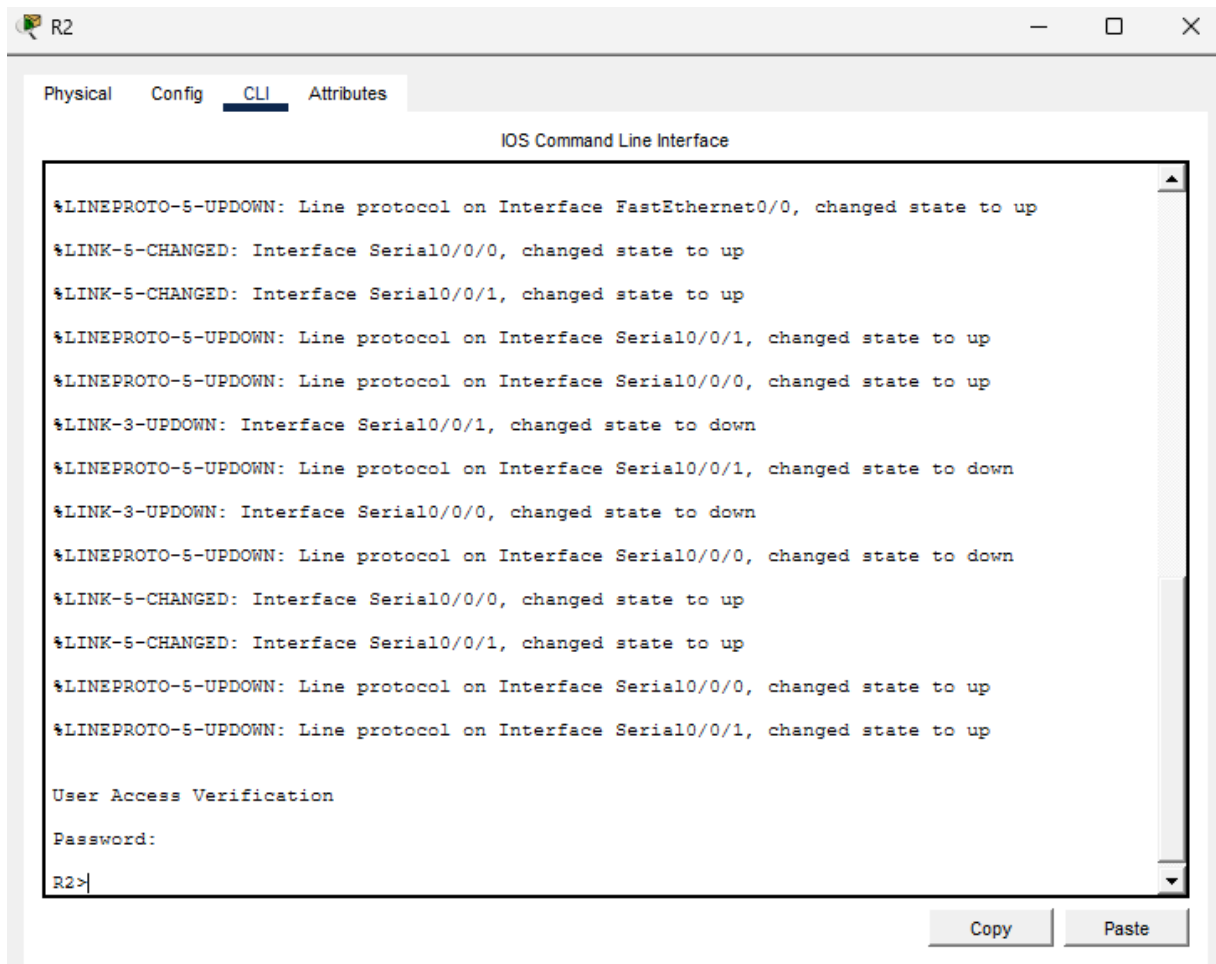 R2
Physical Config CLI Attributes
IOS Command Line Interface
%LINEPROTO-5-UPDOWN: Line protocol on Interface FastEthernet0/0, changed state to up
%LINK-5-CHANGED: Interface Serial0/0/0, changed state to up
%LINK-5-CHANGED: Interface Serial0/0/1, changed state to up
%LINEPROTO-5-UPDOWN: Line protocol on Interface Serial0/0/1, changed state to up
%LINEPROTO-5-UPDOWN: Line protocol on Interface Serial0/0/0, changed state to up
%LINK-3-UPDOWN: Interface Serial0/0/1, changed state to down
%LINEPROTO-5-UPDOWN: Line protocol on Interface Serial0/0/1, changed state to down
%LINK-3-UPDOWN: Interface Serial0/0/0, changed state to down
%LINEPROTO-5-UPDOWN: Line protocol on Interface Serial0/0/0, changed state to down
%LINK-5-CHANGED: Interface Serial0/0/0, changed state to up
%LINK-5-CHANGED: Interface Serial0/0/1, changed state to up
%LINEPROTO-5-UPDOWN: Line protocol on Interface Serial0/0/0, changed state to up
%LINEPROTO-5-UPDOWN: Line protocol on Interface Serial0/0/1, changed state to up
User Access Verification
Password:
R2>
Copy Paste